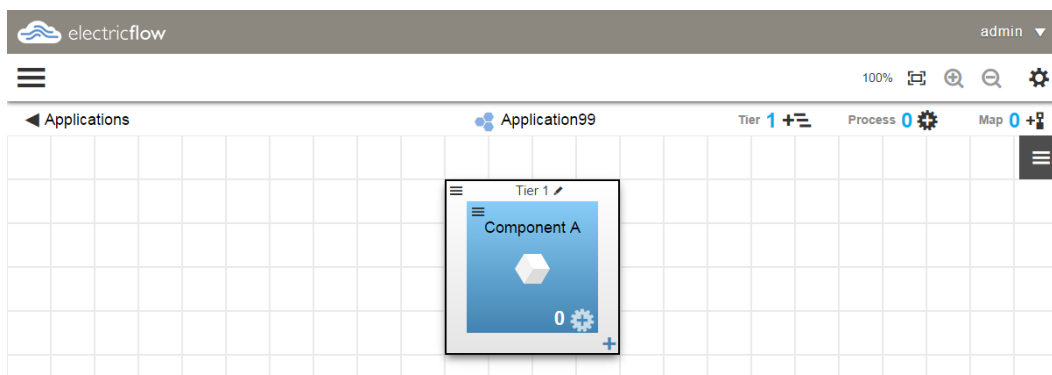 electricflow
admin
100%
Applications
Application99
Tier 1
Process 0
Map 0
Tier 1
Component A
0